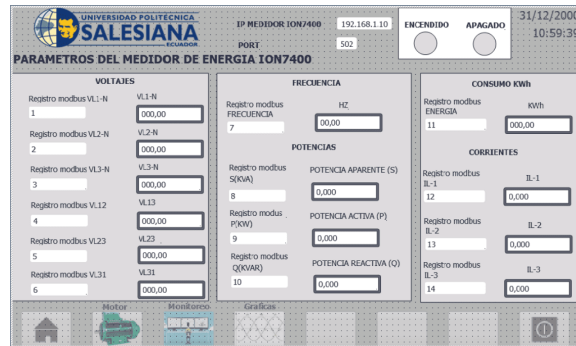 UNIVERSIDAD POLITÉCNICA
SALESIANA
ECUADOR
IP MEDIDOR ION7400
192.168.1.10
PORT
502
ENCENDIDO
APAGADO
31/12/2000
10:59:39
PARAMETROS DEL MEDIDOR DE ENERGIA ION7400
VOLTAJES
Registro modbus VL1-N
VL1-N
1
000,00
Registro modbus VL2-N
VL2-N
2
000,00
Registro modbus VL3-N
VL3-N
3
000,00
Registro modbus VL12
VL13
4
000,00
Registro modbus VL23
VL23
5
000,00
Registro modbus VL31
VL31
6
000,00
FRECUENCIA
Registro modbus
FRECUENCIA
HZ
7
00,00
POTENCIAS
Registro modbus
S(KVA)
POTENCIA APARENTE (S)
8
0,000
Registro modus
P(KW)
POTENCIA ACTIVA (P)
9
0,000
Registro modbus
Q(KVAR)
POTENCIA REACTIVA (Q)
10
0,000
CONSUMO KWh
Registro modbus
ENERGIA
KWh
11
000,00
CORRIENTES
Registro modbus
IL-1
IL-1
12
0,000
Registro modbus
IL-2
IL-2
13
0,000
Registro modbus
IL-3
IL-3
14
0,000
Motor
Monitoreo
Graficas